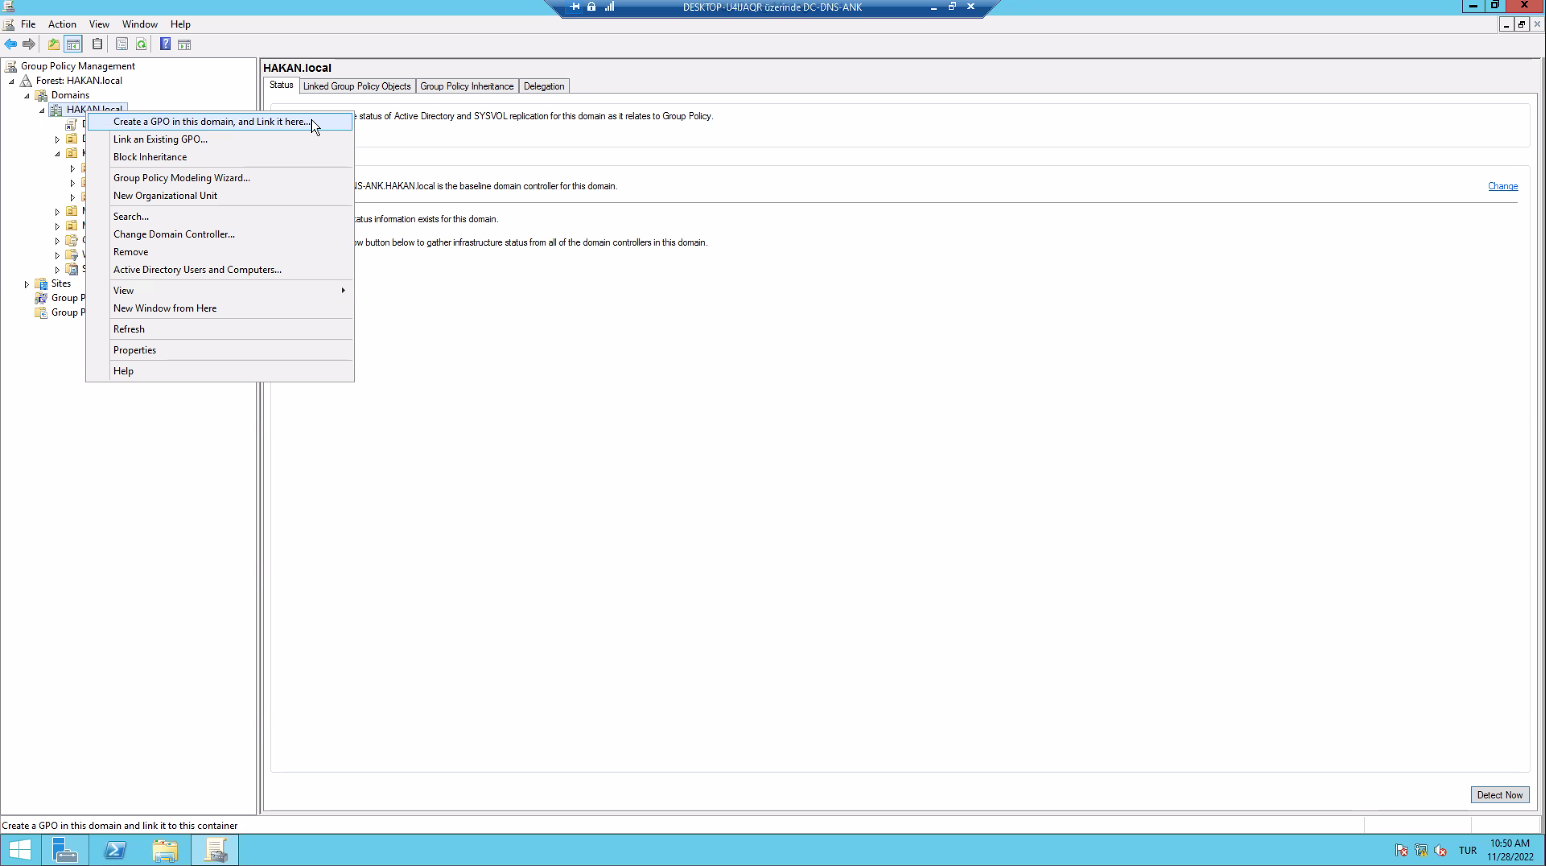 DESKTOP-U4IJAQR üzerinde DC-DNS-ANK
File Action View Window Help
Group Policy Management
Forest: HAKAN.local
Domains
HAKAN.local
Sites
Group P
Group P
Create a GPO in this domain, and Link it here...
Link an Existing GPO...
Block Inheritance
Group Policy Modeling Wizard...
New Organizational Unit
Search...
Change Domain Controller...
Remove
Active Directory Users and Computers...
View
New Window from Here
Refresh
Properties
Help
HAKAN.local
Status Linked Group Policy Objects Group Policy Inheritance Delegation
status of Active Directory and SYSVOL replication for this domain as it relates to Group Policy.
NS-ANK.HAKAN.local is the baseline domain controller for this domain.
Change
status information exists for this domain.
button below to gather infrastructure status from all of the domain controllers in this domain.
Detect Now
Create a GPO in this domain and link it to this container
TUR
10:50 AM
11/28/2022